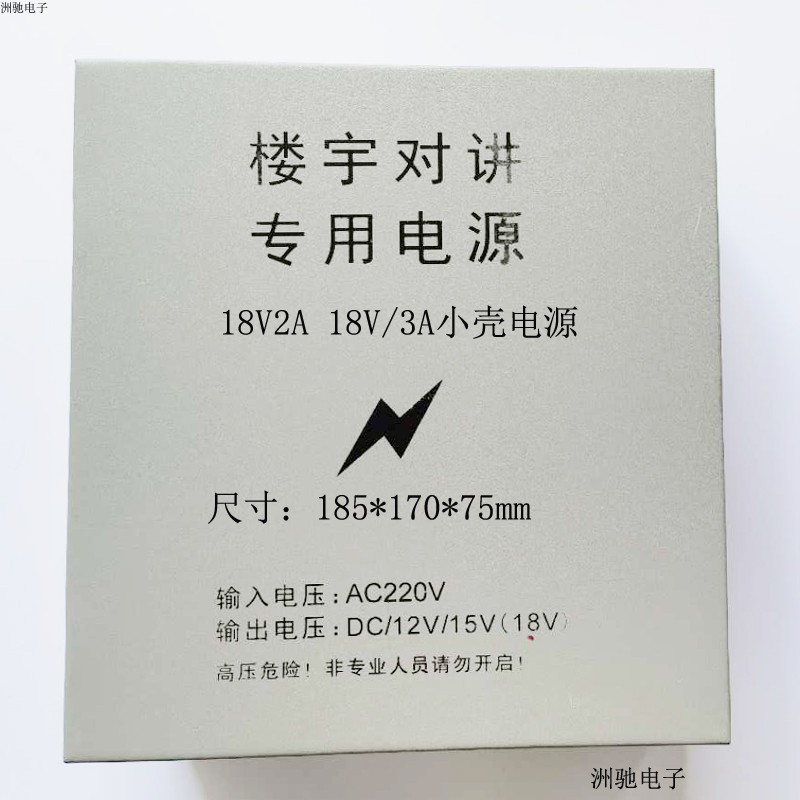 洲驰电子
楼宇对讲
专用电源
18V2A 18V/3A小壳电源
尺寸：185*170*75mm
输入电压:AC220V
输出电压:DC/12V/15V(18V)
高压危险！非专业人员请勿开启！
洲驰电子